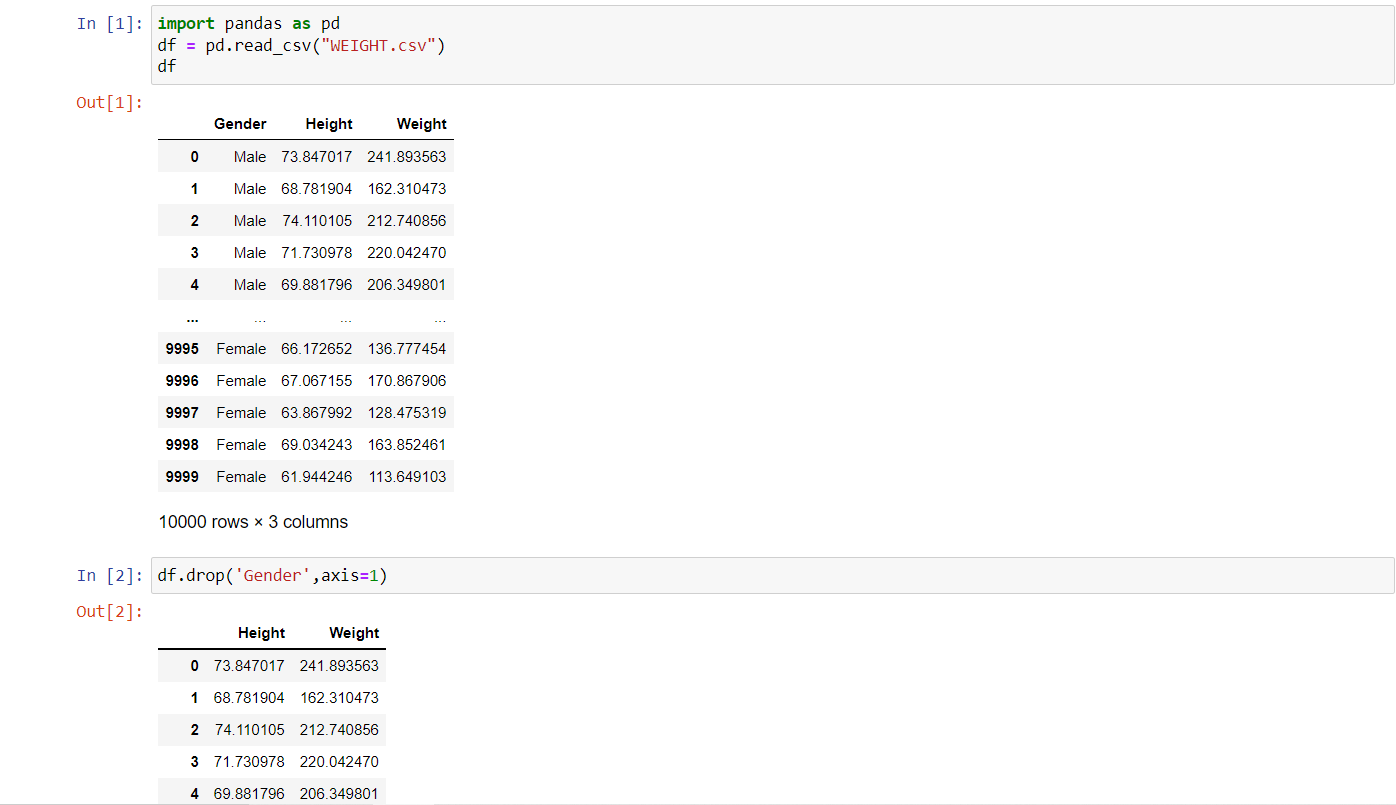 In [1]: import pandas as pd
df = pd.read_csv("WEIGHT.csv")
df
Out[1]:
Gender Height Weight
0 Male 73.847017 241.893563
1 Male 68.781904 162.310473
2 Male 74.110105 212.740856
3 Male 71.730978 220.042470
4 Male 69.881796 206.349801
... ... ... ...
9995 Female 66.172652 136.777454
9996 Female 67.067155 170.867906
9997 Female 63.867992 128.475319
9998 Female 69.034243 163.852461
9999 Female 61.944246 113.649103
10000 rows × 3 columns
In [2]: df.drop('Gender',axis=1)
Out[2]:
Height Weight
0 73.847017 241.893563
1 68.781904 162.310473
2 74.110105 212.740856
3 71.730978 220.042470
4 69.881796 206.349801